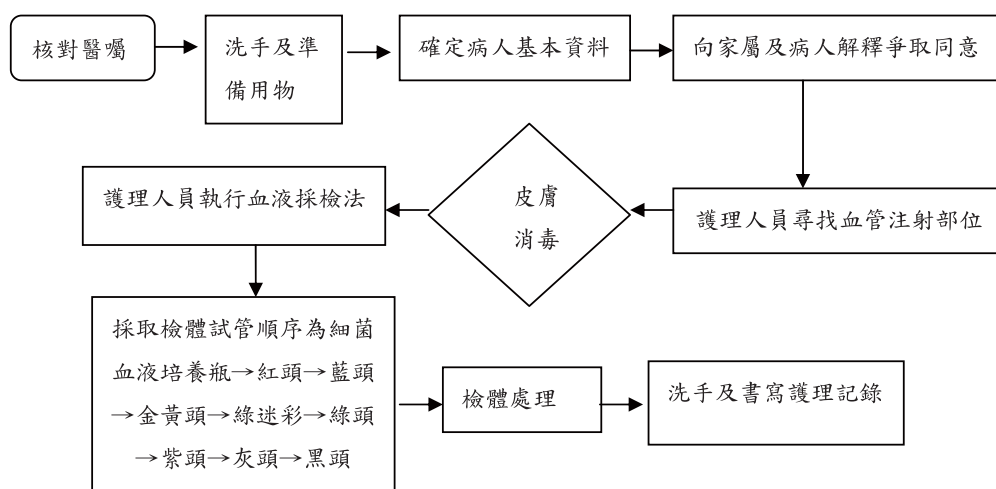 核對醫囑
洗手及準
備用物
確定病人基本資料
向家屬及病人解釋爭取同意
護理人員尋找血管注射部位
皮膚
消毒
護理人員執行血液採檢法
採取檢體試管順序為細菌
血液培養瓶→紅頭→藍頭
→金黃頭→綠迷彩→綠頭
→紫頭→灰頭→黑頭
檢體處理
洗手及書寫護理記錄